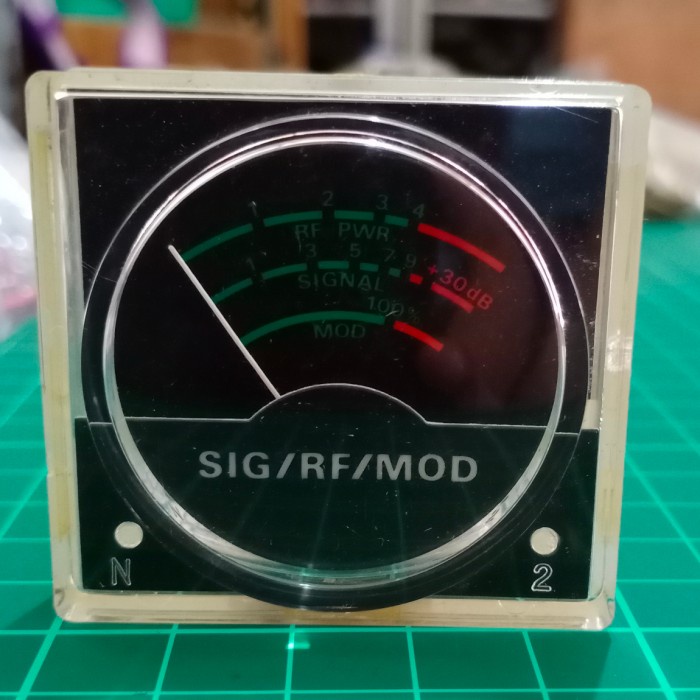 1 2 3 4
RF PWR
1 3 5 7 9 +30dB
SIGNAL
100%
MOD
SIG/RF/MOD
N 2